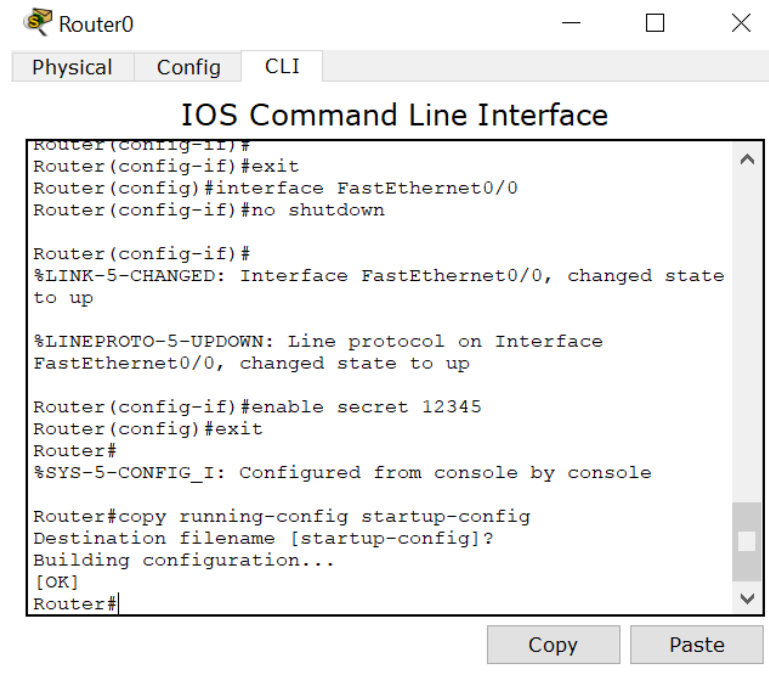 Router0
Physical Config CLI
IOS Command Line Interface
Router(config-if)#
Router(config-if)#exit
Router(config)#interface FastEthernet0/0
Router(config-if)#no shutdown
Router(config-if)#
%LINK-5-CHANGED: Interface FastEthernet0/0, changed state
to up
%LINEPROTO-5-UPDOWN: Line protocol on Interface
FastEthernet0/0, changed state to up
Router(config-if)#enable secret 12345
Router(config)#exit
Router#
%SYS-5-CONFIG_I: Configured from console by console
Router#copy running-config startup-config
Destination filename [startup-config]?
Building configuration...
[OK]
Router#
Copy Paste